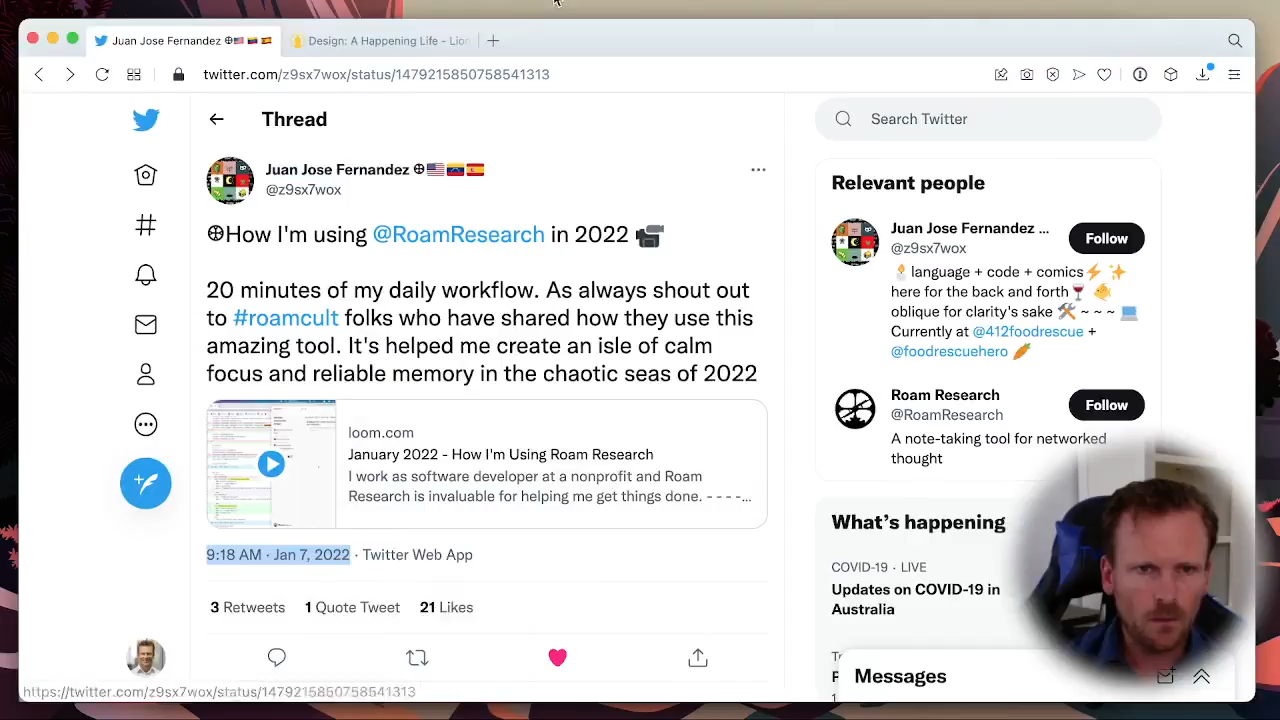 Juan Jose Fernandez
Design: A Happening Life - Lion
twitter.com/z9sx7wox/status/1479215850758541313
Thread
Search Twitter
Juan Jose Fernandez
@z9sx7wox
How I'm using @RoamResearch in 2022
20 minutes of my daily workflow. As always shout out
to #roamcult folks who have shared how they use this
amazing tool. It's helped me create an isle of calm
focus and reliable memory in the chaotic seas of 2022
loom.com
January 2022 - How I'm Using Roam Research
I work a software developer at a nonprofit and Roam
Research is invaluable for helping me get things done. - - - -...
9:18 AM · Jan 7, 2022 · Twitter Web App
3 Retweets 1 Quote Tweet 21 Likes
Relevant people
Juan Jose Fernandez ...
@z9sx7wox
Follow
language + code + comics
here for the back and forth
oblique for clarity's sake ~ ~ ~
Currently at @412foodrescue +
@foodrescuehero
Roam Research
@RoamResearch
Follow
A note-taking tool for networked
thought
What's happening
COVID-19 · LIVE
Updates on COVID-19 in
Australia
Messages
https://twitter.com/z9sx7wox/status/1479215850758541313